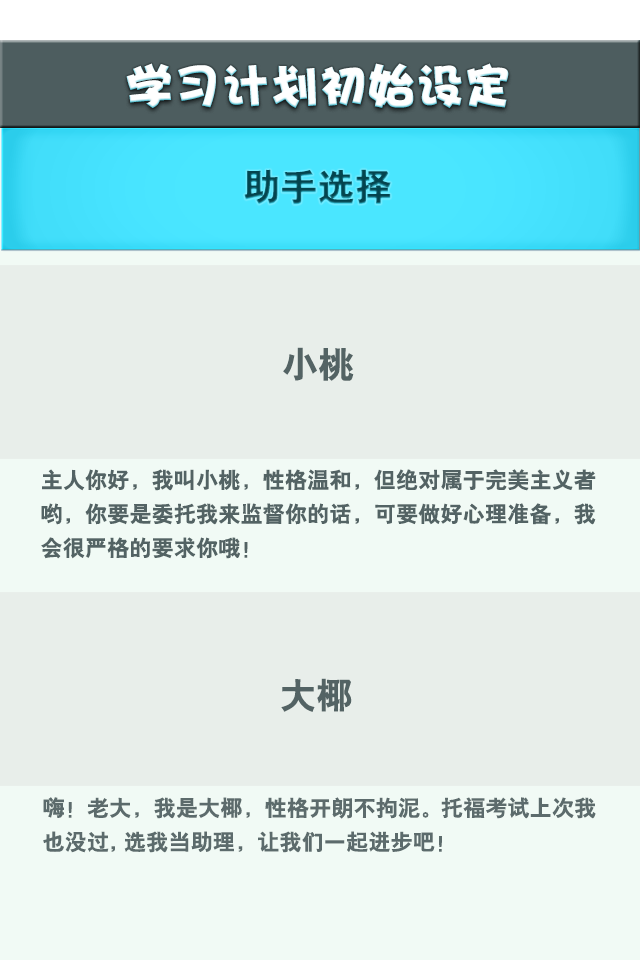 学习计划初始设定
助手选择
小桃
主人你好，我叫小桃，性格温和，但绝对属于完美主义者
哟，你要是委托我来监督你的话，可要做好心理准备，我
会很严格的要求你哦！
大椰
嗨！老大，我是大椰，性格开朗不拘泥。托福考试上次我
也没过, 选我当助理，让我们一起进步吧！